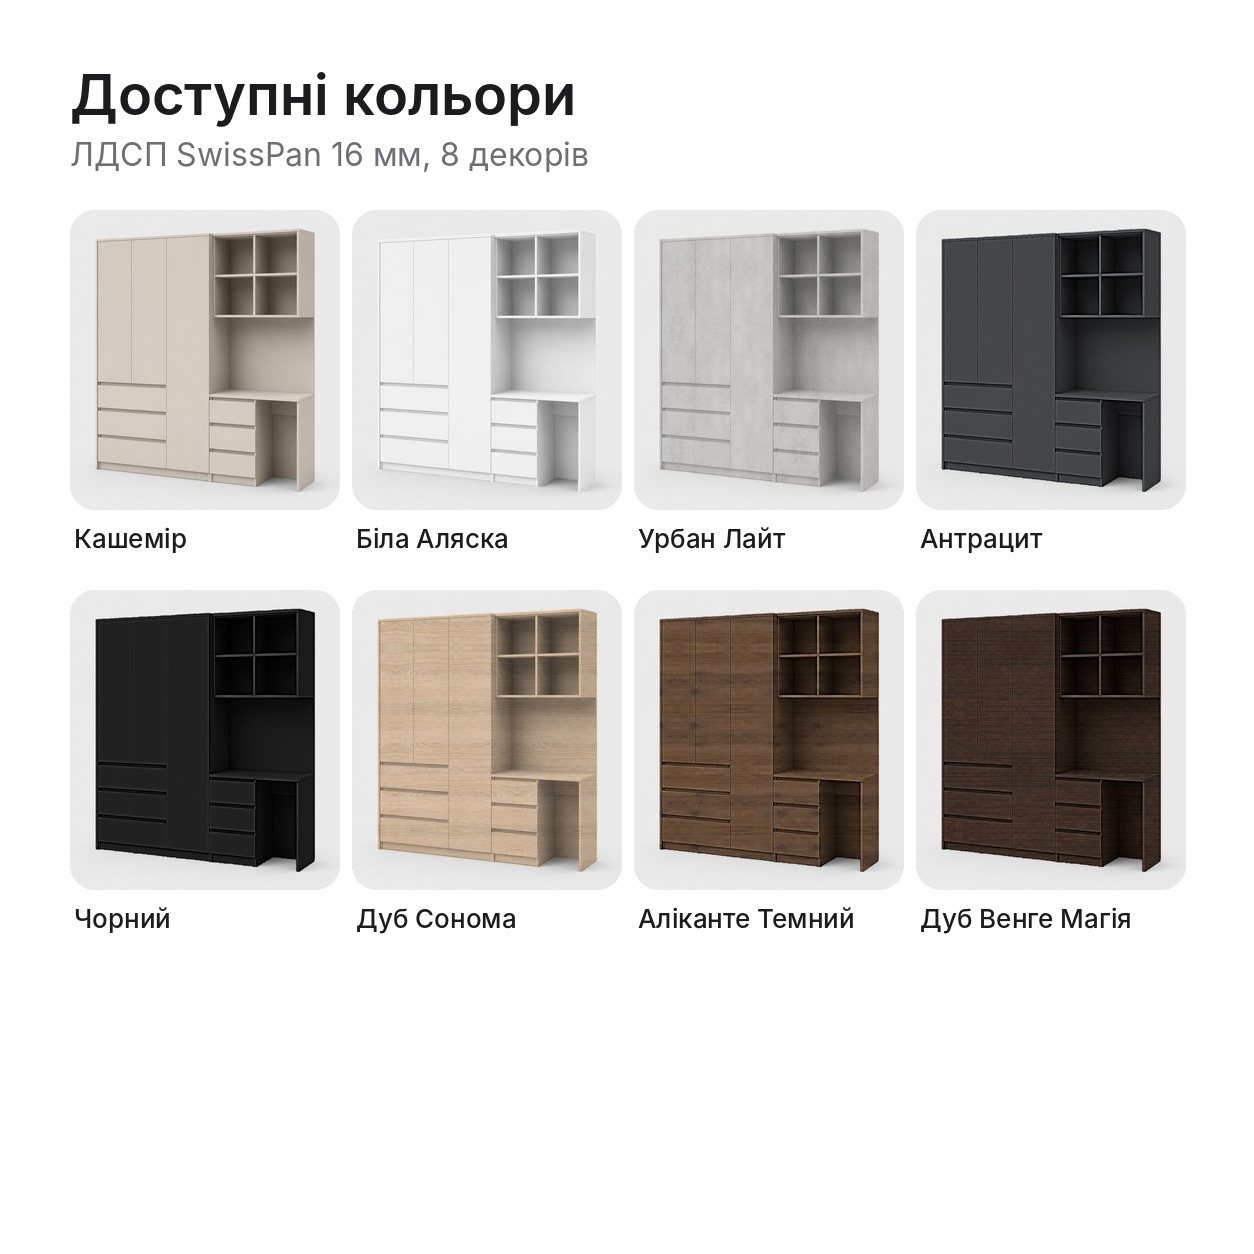 Доступні кольори
ЛДСП SwissPan 16 мм, 8 декорів
Кашемір
Біла Аляска
Урбан Лайт
Антрацит
Чорний
Дуб Сонома
Аліканте Темний
Дуб Венге Магія